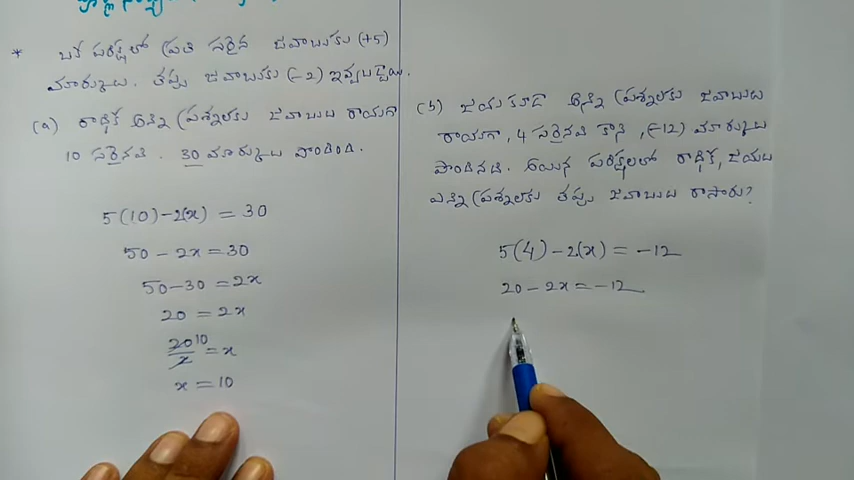 * ఒక పరీక్షలో ప్రతి సరైన జవాబుకు (+5)
మార్కులు. తప్పు జవాబుకు (-2) ఇవ్వబడ్డాయి.
(a) రాధిక అన్ని ప్రశ్నలకు జవాబులు రాయగా
10 సరైనవి. 30 మార్కులు పొందింది.
5(10)-2(x) = 30
50 - 2x = 30
50-30 = 2x
20 = 2x
20 10
2 = x
x = 10
(b) జయ కూడా అన్ని ప్రశ్నలకు జవాబులు
రాయగా, 4 సరైనవి కాని, (-12) మార్కులు
పొందినది. అయిన పరీక్షలలో రాధిక, జయలు
ఎన్ని ప్రశ్నలకు తప్పు జవాబులు రాసారు?
5(4)-2(x) = -12
20 - 2x = -12